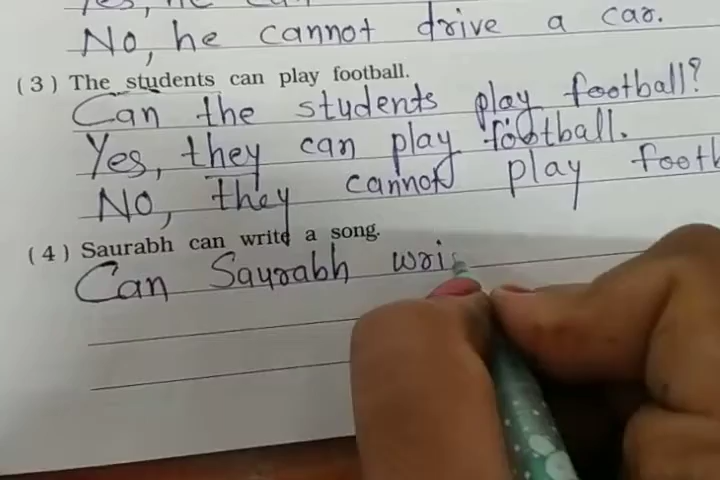 No, he cannot drive a car.
(3) The students can play football.
Can the students play football?
Yes, they can play football.
No, they cannot play
(4) Saurabh can write a song.
Can Saurabh